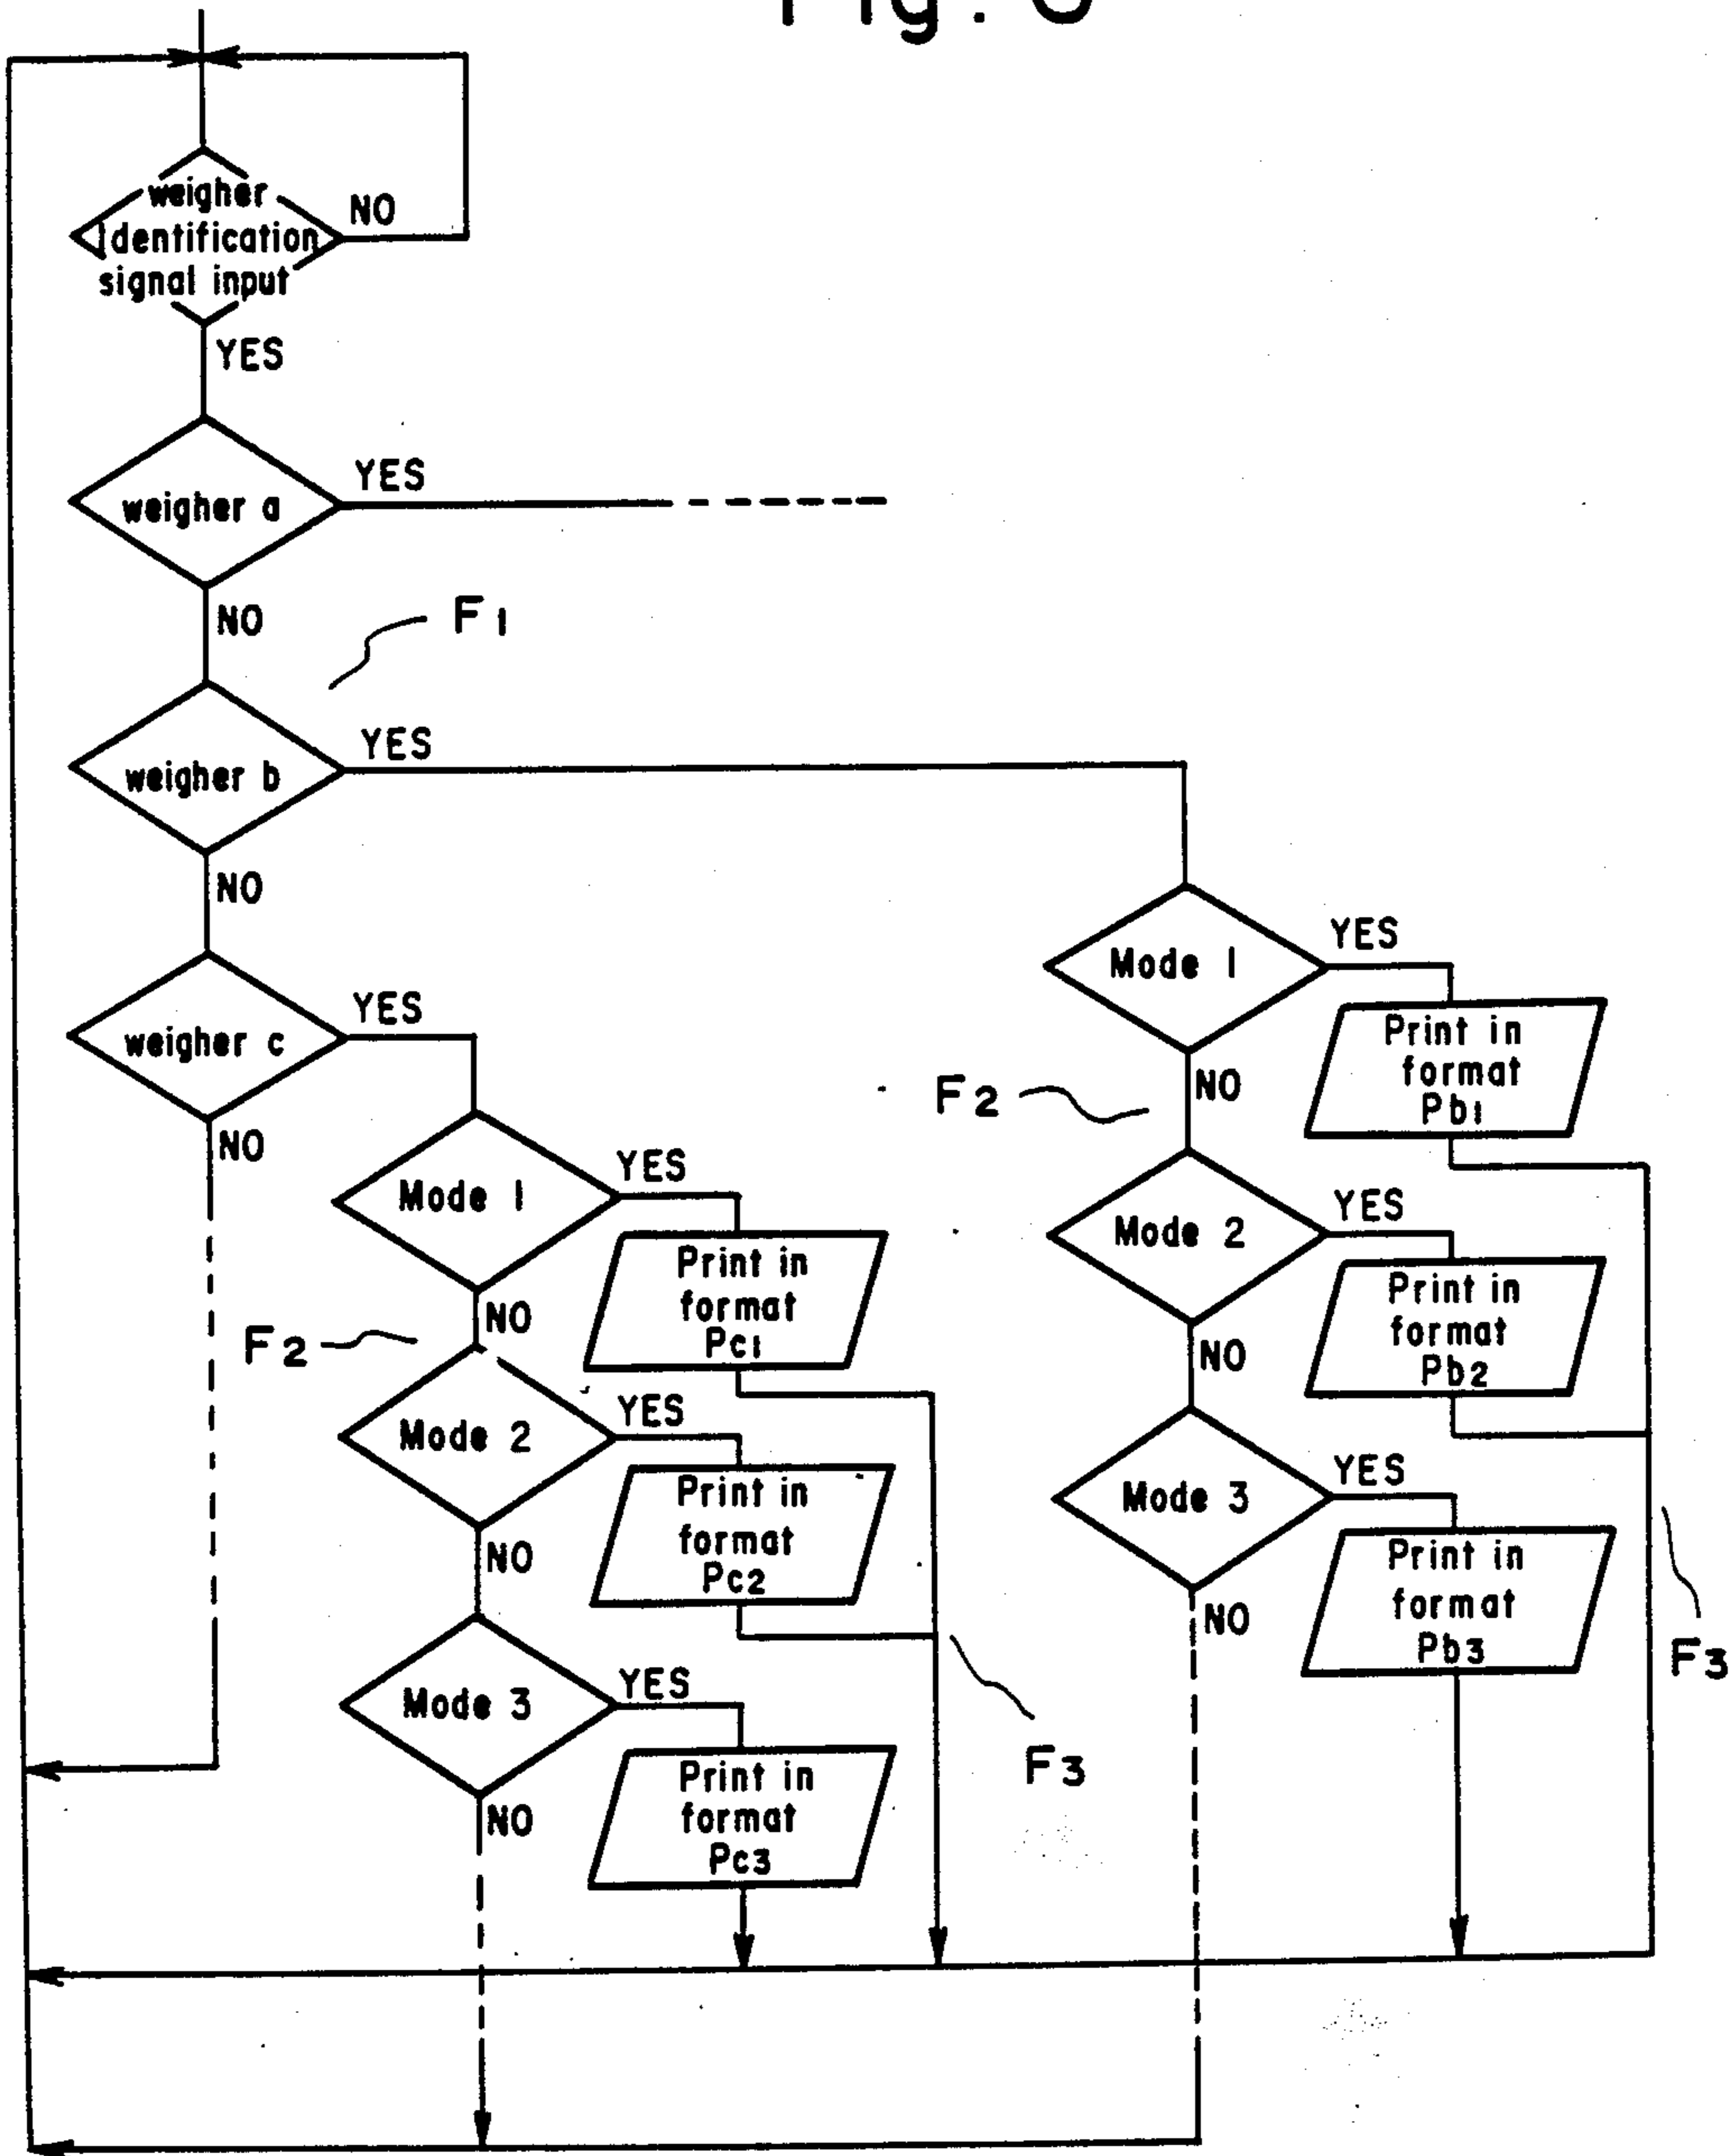 weigher
Identification
signal input
NO
YES
weigher a
YES
NO
F1
weigher b
YES
NO
weigher c
YES
NO
Mode 1
YES
Print in
format
Pb1
NO
F2
Mode 2
YES
Print in
format
Pb2
NO
Mode 3
YES
Print in
format
Pb3
NO
F3
Mode 1
YES
Print in
format
Pc1
NO
F2
Mode 2
YES
Print in
format
Pc2
NO
Mode 3
YES
Print in
format
Pc3
NO
F3